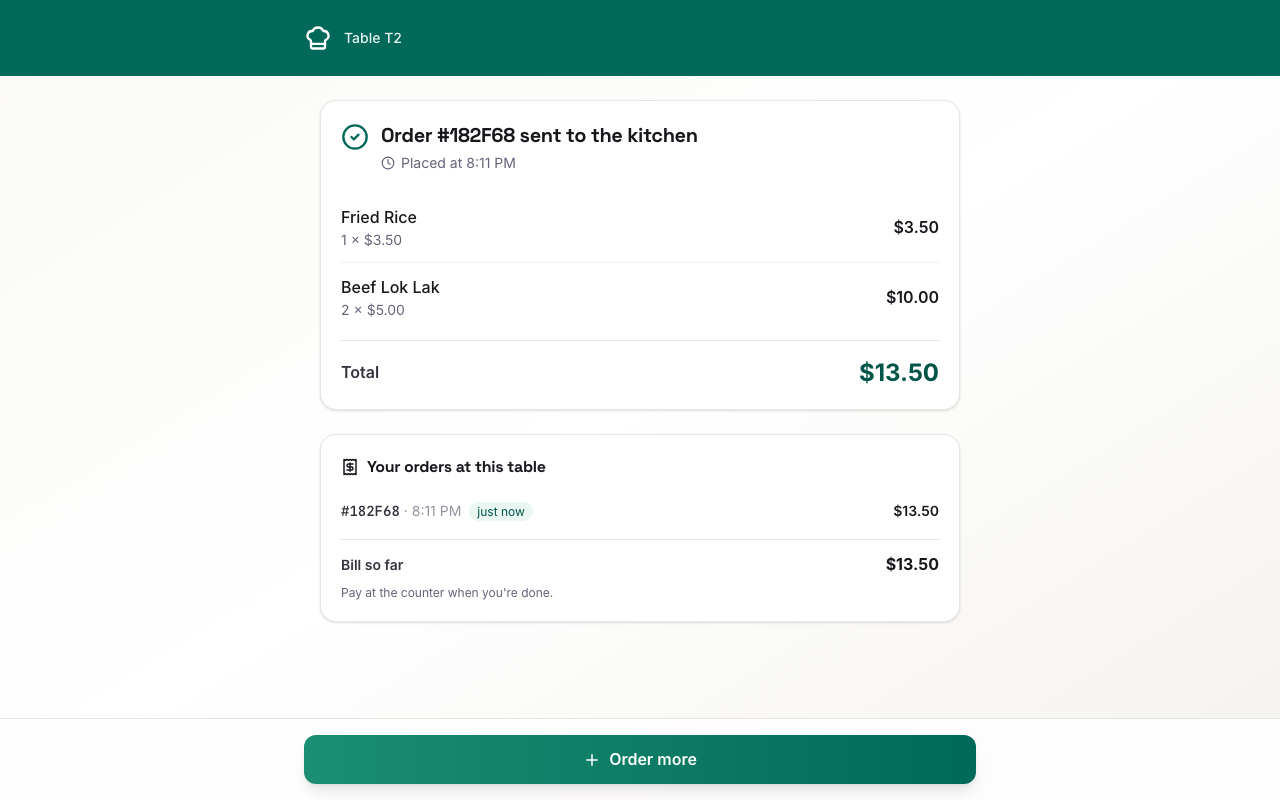 Table T2
Order #182F68 sent to the kitchen
Placed at 8:11 PM
Fried Rice
1 × $3.50
$3.50
Beef Lok Lak
2 × $5.00
$10.00
Total
$13.50
Your orders at this table
#182F68 · 8:11 PM just now
$13.50
Bill so far
$13.50
Pay at the counter when you're done.
Order more